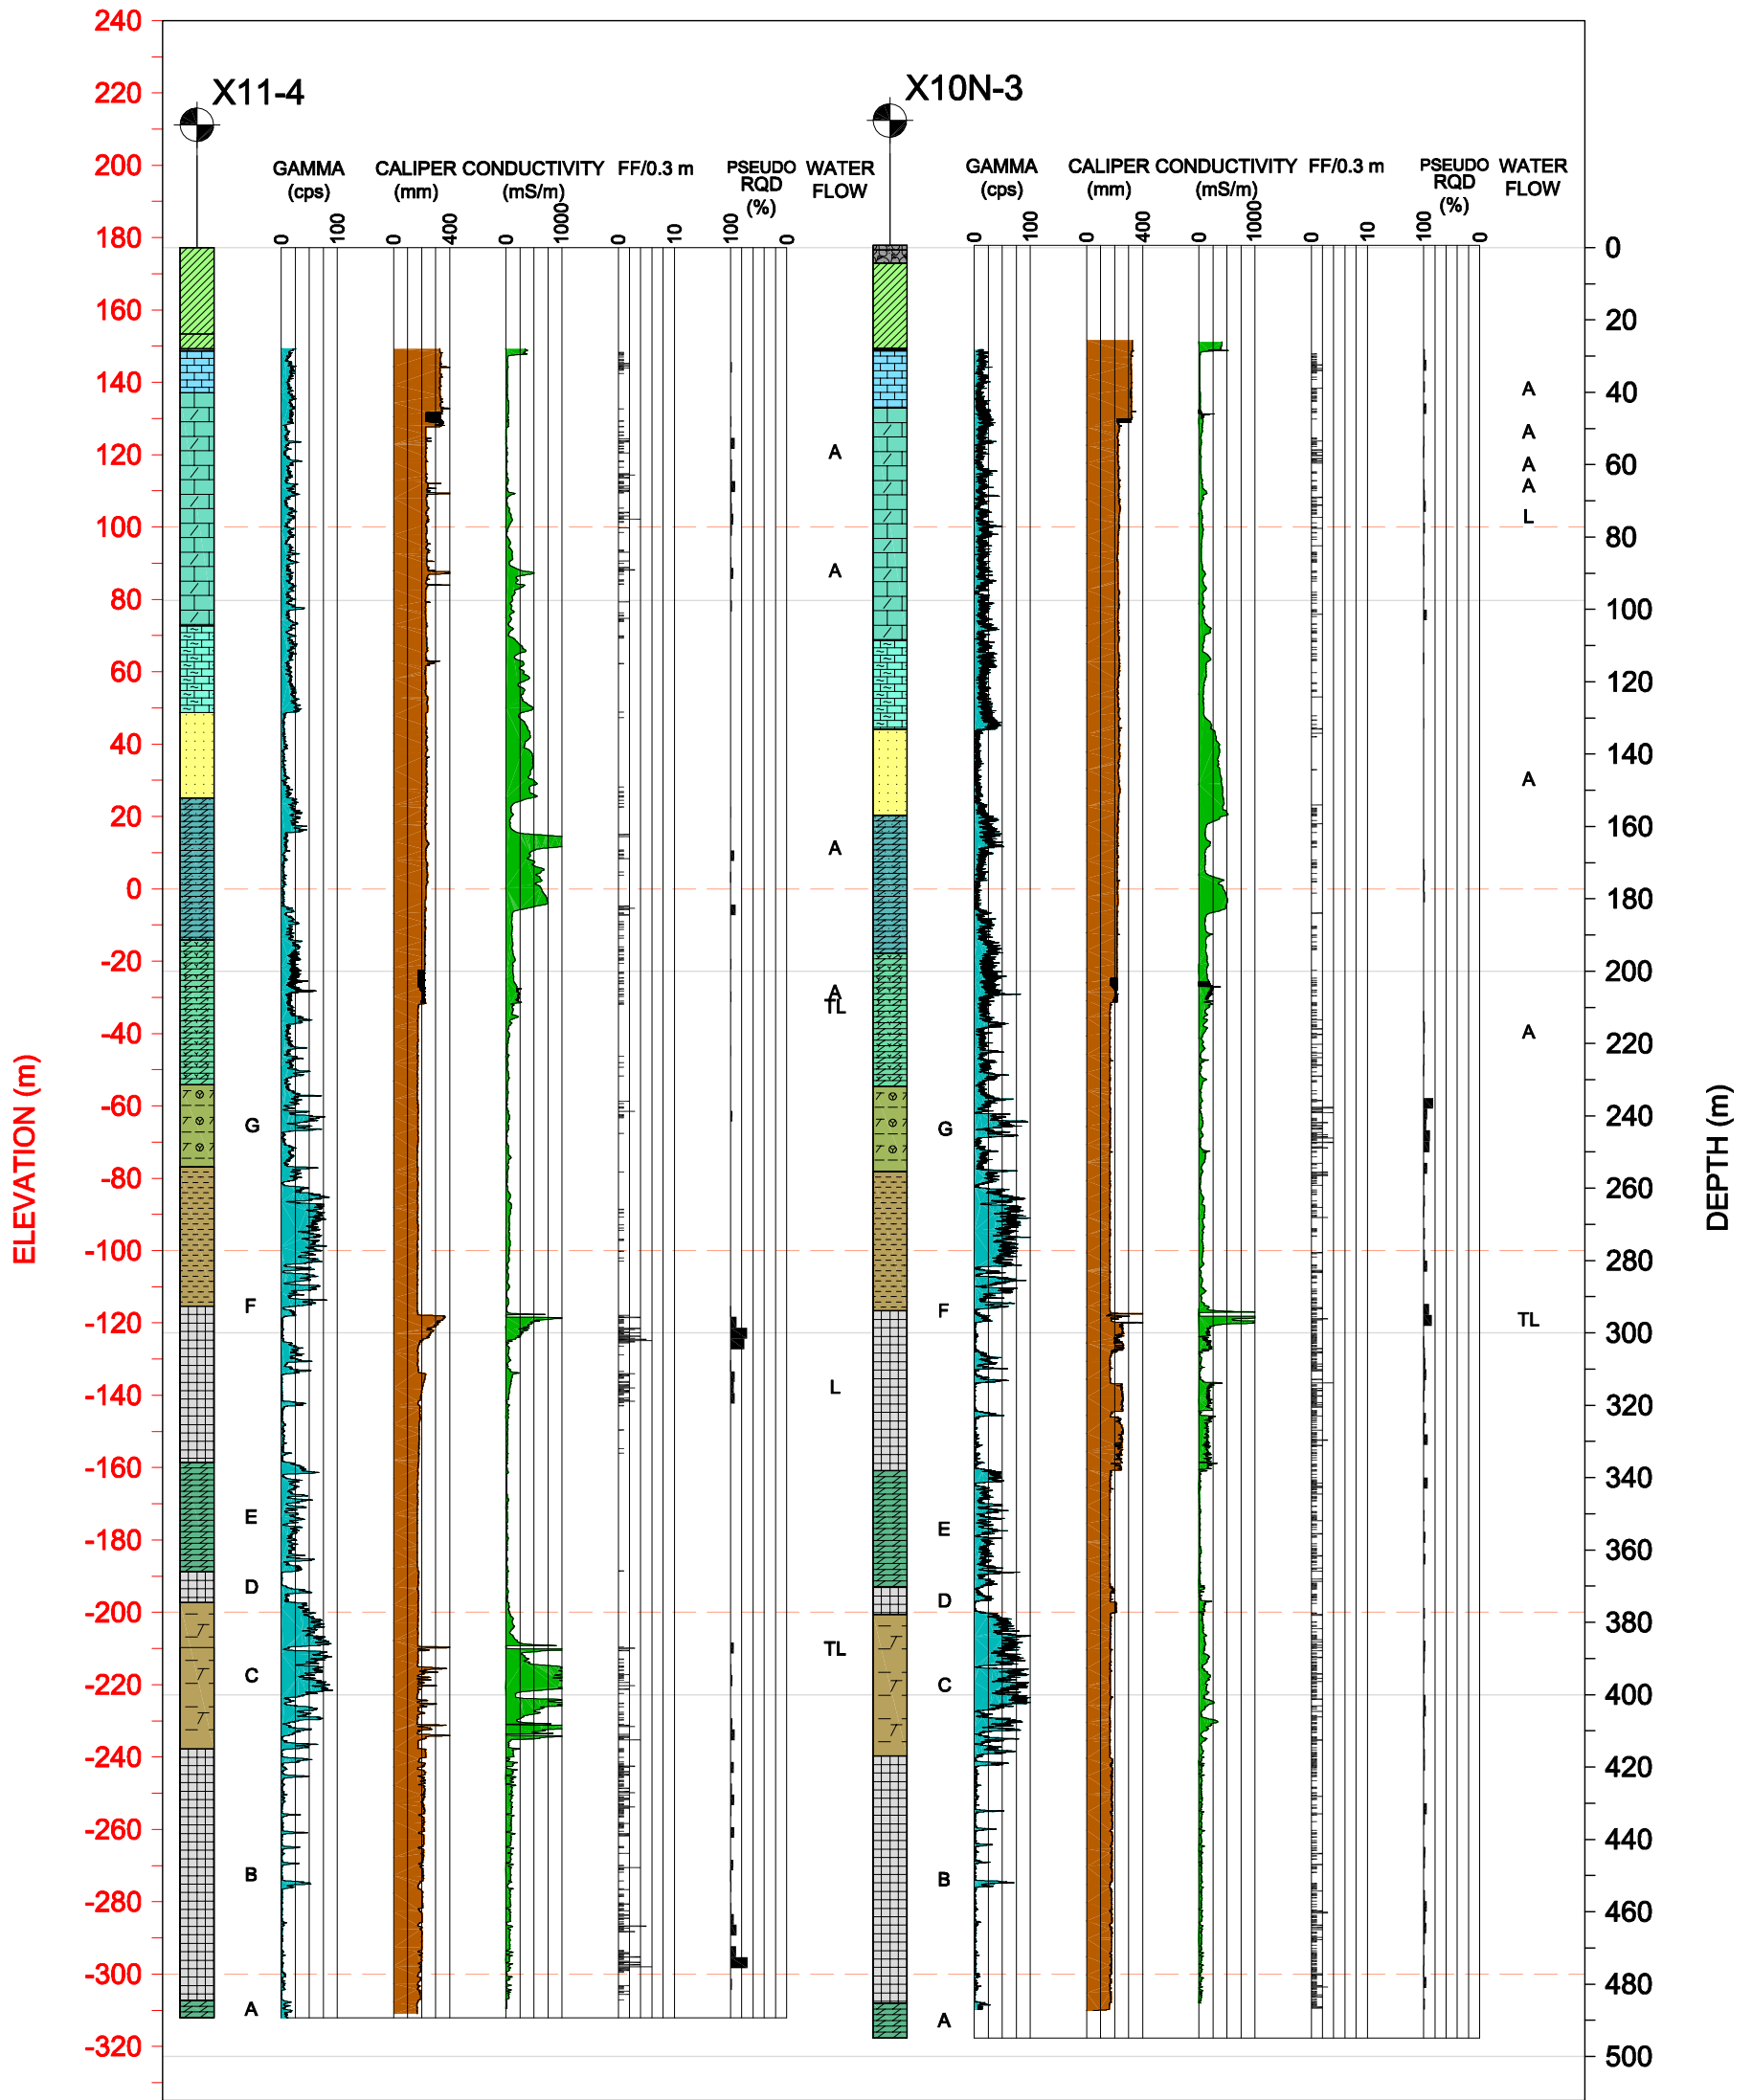 X11-4
X10N-3
GAMMA
(cps)
CALIPER
(mm)
CONDUCTIVITY
(mS/m)
FF/0.3 m
PSEUDO
RQD
(%)
WATER
FLOW
GAMMA
(cps)
CALIPER
(mm)
CONDUCTIVITY
(mS/m)
FF/0.3 m
PSEUDO
RQD
(%)
WATER
FLOW
0 100 0 400 0 1000 0 10 100 0
0 100 0 400 0 1000 0 10 100 0
ELEVATION (m)
240
220
200
180
160
140
120
100
80
60
40
20
0
-20
-40
-60
-80
-100
-120
-140
-160
-180
-200
-220
-240
-260
-280
-300
-320
G
F
E
D
C
B
A
A
A
A
A
TL
L
TL
G
F
E
D
C
B
A
A
A
A
A
L
A
A
TL
0
20
40
60
80
100
120
140
160
180
200
220
240
260
280
300
320
340
360
380
400
420
440
460
480
500
DEPTH (m)